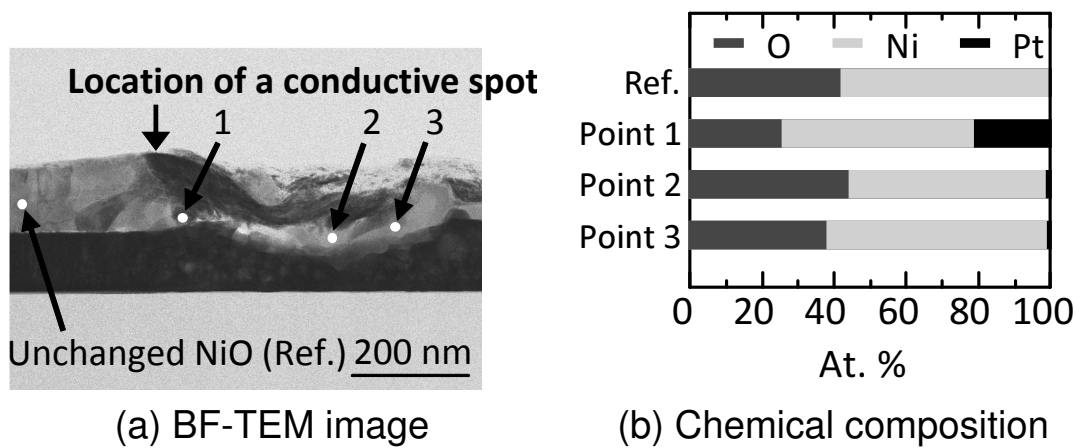 Location of a conductive spot
1 2 3
Unchanged NiO (Ref.) 200 nm
(a) BF-TEM image
O Ni Pt
Ref.
Point 1
Point 2
Point 3
0 20 40 60 80 100
At. %
(b) Chemical composition